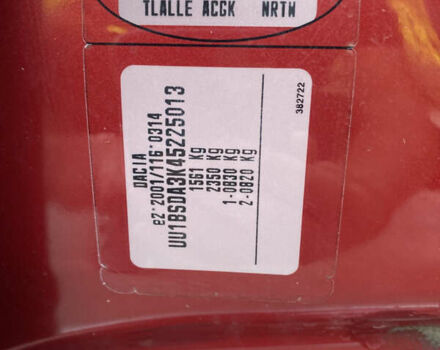 TLALLE ACGK NRTW
DACIA
e2*2001/116*0314
UU1BSDA3K45225013
1561 Kg
2350 Kg
1-0830 Kg
2-0820 Kg
382722